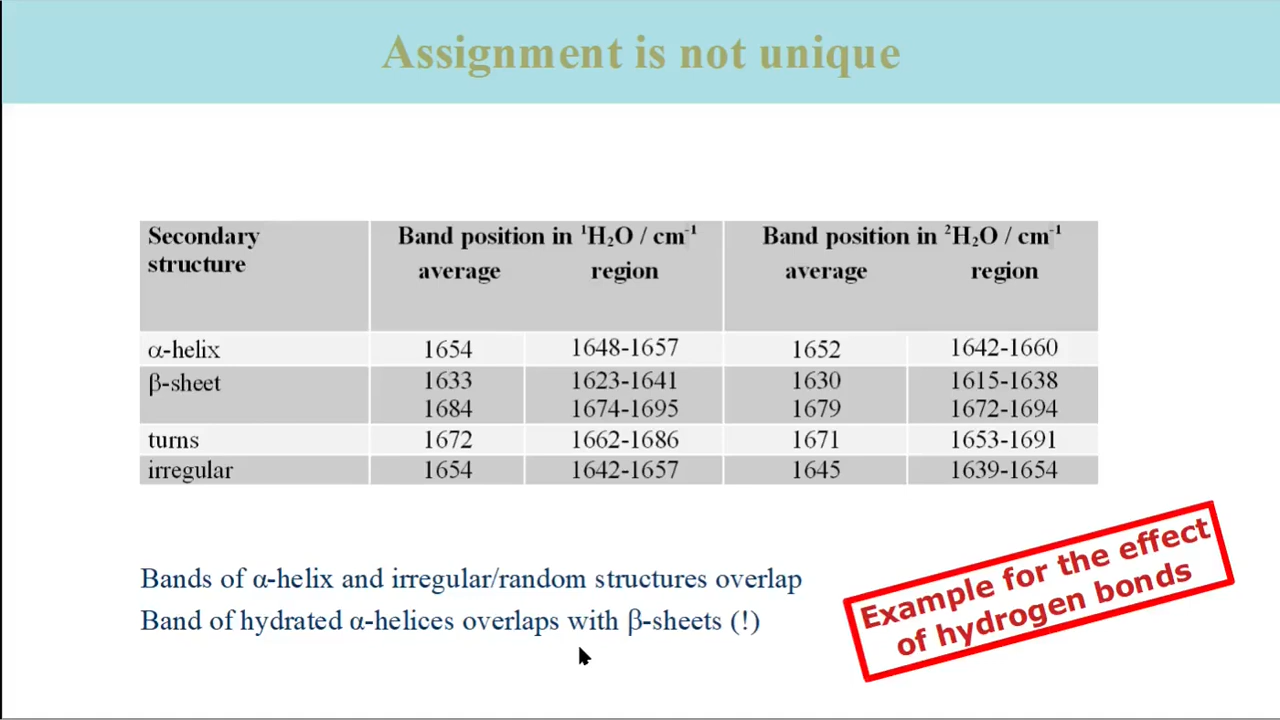 Assignment is not unique
Secondary structure Band position in ¹H₂O / cm⁻¹ Band position in ²H₂O / cm⁻¹
average region average region
α-helix 1654 1648-1657 1652 1642-1660
β-sheet 1633 1623-1641 1630 1615-1638
1684 1674-1695 1679 1672-1694
turns 1672 1662-1686 1671 1653-1691
irregular 1654 1642-1657 1645 1639-1654
Bands of α-helix and irregular/random structures overlap
Band of hydrated α-helices overlaps with β-sheets (!)
Example for the effect
of hydrogen bonds